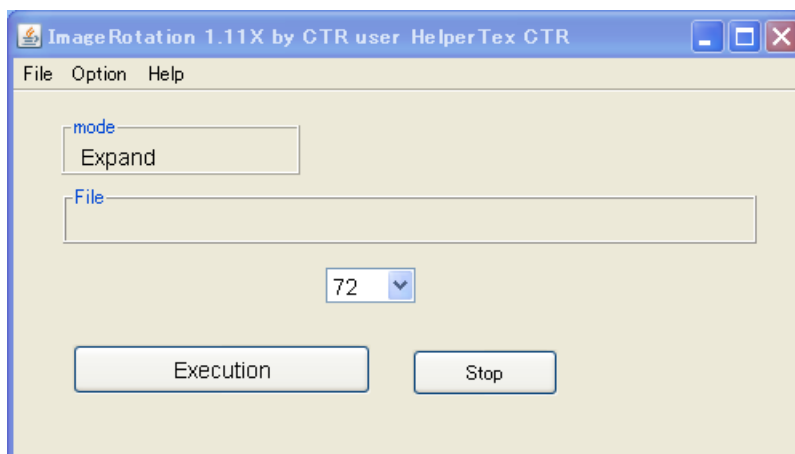 ImageRotation 1.11X by CTR user HelperTex CTR
File Option Help
mode
Expand
File
72
Execution Stop